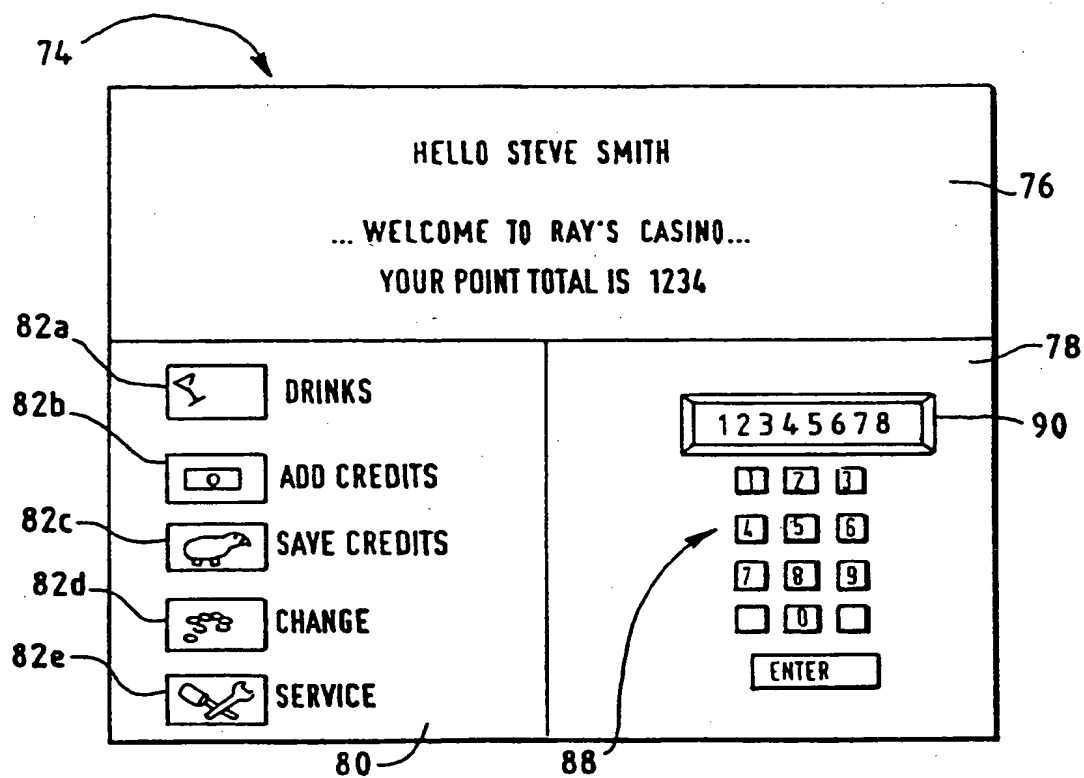 74
HELLO STEVE SMITH
76
... WELCOME TO RAY'S CASINO...
YOUR POINT TOTAL IS 1234
82a
DRINKS
78
82b
ADD CREDITS
12345678
90
82c
SAVE CREDITS
1 2 3
4 5 6
82d
CHANGE
7 8 9
0
82e
SERVICE
ENTER
80
88